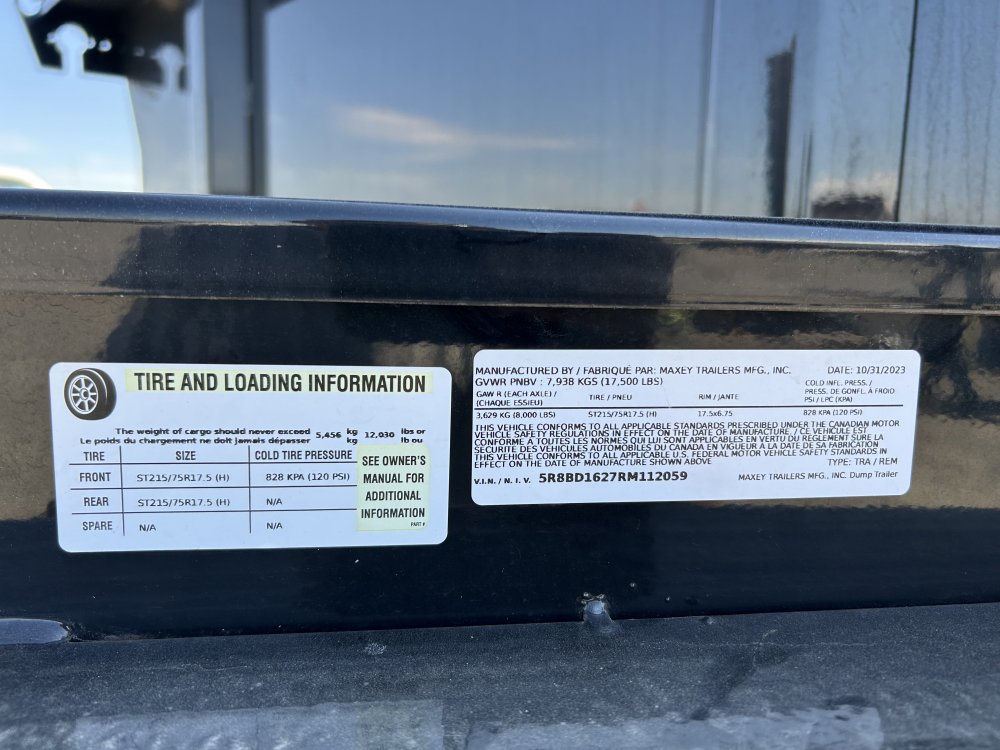 TIRE AND LOADING INFORMATION
The weight of cargo should never exceed 5,456 kg 12,030 lbs or
Le poids du chargement ne doit jamais dépasser kg lb ou
TIRE SIZE COLD TIRE PRESSURE
FRONT ST215/75R17.5 (H) 828 KPA (120 PSI)
REAR ST215/75R17.5 (H) N/A
SPARE N/A N/A
SEE OWNER'S
MANUAL FOR
ADDITIONAL
INFORMATION
PART #
MANUFACTURED BY / FABRIQUÉ PAR: MAXEY TRAILERS MFG., INC. DATE: 10/31/2023
GVWR PNBV : 7,938 KGS (17,500 LBS)
GAW R (EACH AXLE) /
(CHAQUE ESSIEU)
TIRE / PNEU
RIM / JANTE
COLD INFL. PRESS. /
PRESS. DE GONFL. À FROID
PSI / LPC (KPA)
3,629 KG (8,000 LBS) ST215/75R17.5 (H) 17.5x6.75 828 KPA (120 PSI)
THIS VEHICLE CONFORMS TO ALL APPLICABLE STANDARDS PRESCRIBED UNDER THE CANADIAN MOTOR
VEHICLE SAFETY REGULATIONS IN EFFECT ON THE DATE OF MANUFACTURE / CE VEHICULE EST
CONFORME A TOUTES LES NORMES QUI LUI SONT APPLICABLES EN VERTU DU REGLEMENT SUR LA
SECURITE DES VEHICULES AUTOMOBILES DU CANADA EN VIGUEUR A LA DATE DE SA FABRICATION
THIS VEHICLE CONFORMS TO ALL APPLICABLE U.S. FEDERAL MOTOR VEHICLE SAFETY STANDARDS IN
EFFECT ON THE DATE OF MANUFACTURE SHOWN ABOVE TYPE: TRA / REM
V.I.N. / N. I. V. 5R8BD1627RM112059 MAXEY TRAILERS MFG., INC. Dump Trailer